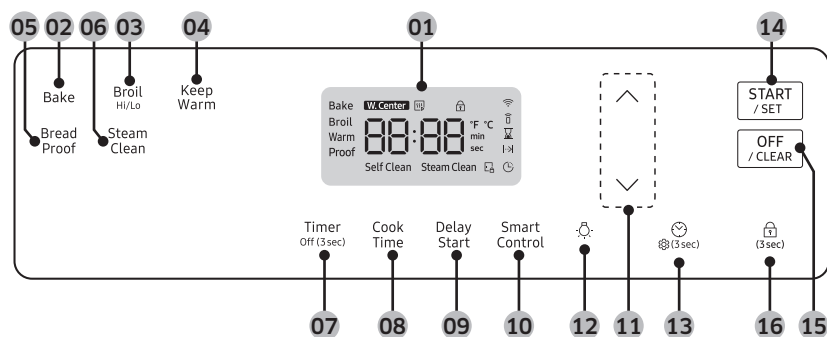 05 02 06 03 04 01 14
Bake
Broil
Hi/Lo
Keep
Warm
Bread
Proof
Steam
Clean
Bake W. Center
Broil
Warm
Proof
88:88
°F °C
min
sec
Self Clean Steam Clean
START
/ SET
OFF
/ CLEAR
Timer
Off (3 sec)
Cook
Time
Delay
Start
Smart
Control
(3 sec)
(3 sec)
07 08 09 10 12 11 13 16 15